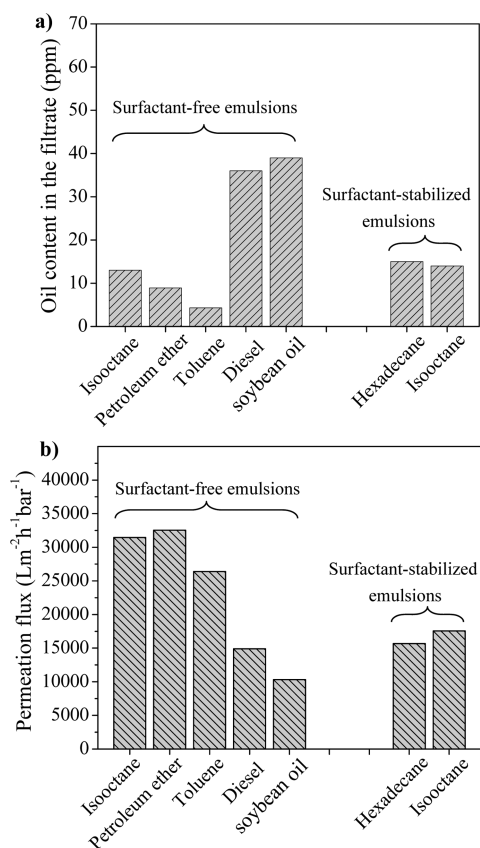 a)
Oil content in the filtrate (ppm)
70
60
50
40
30
20
10
0
Surfactant-free emulsions
Surfactant-stabilized
emulsions
Isooctane
Petroleum ether
Toluene
Diesel
soybean oil
Hexadecane
Isooctane
b)
Permeation flux (Lm⁻²h⁻¹bar⁻¹)
40000
35000
30000
25000
20000
15000
10000
5000
0
Surfactant-free emulsions
Surfactant-stabilized
emulsions
Isooctane
Petroleum ether
Toluene
Diesel
soybean oil
Hexadecane
Isooctane